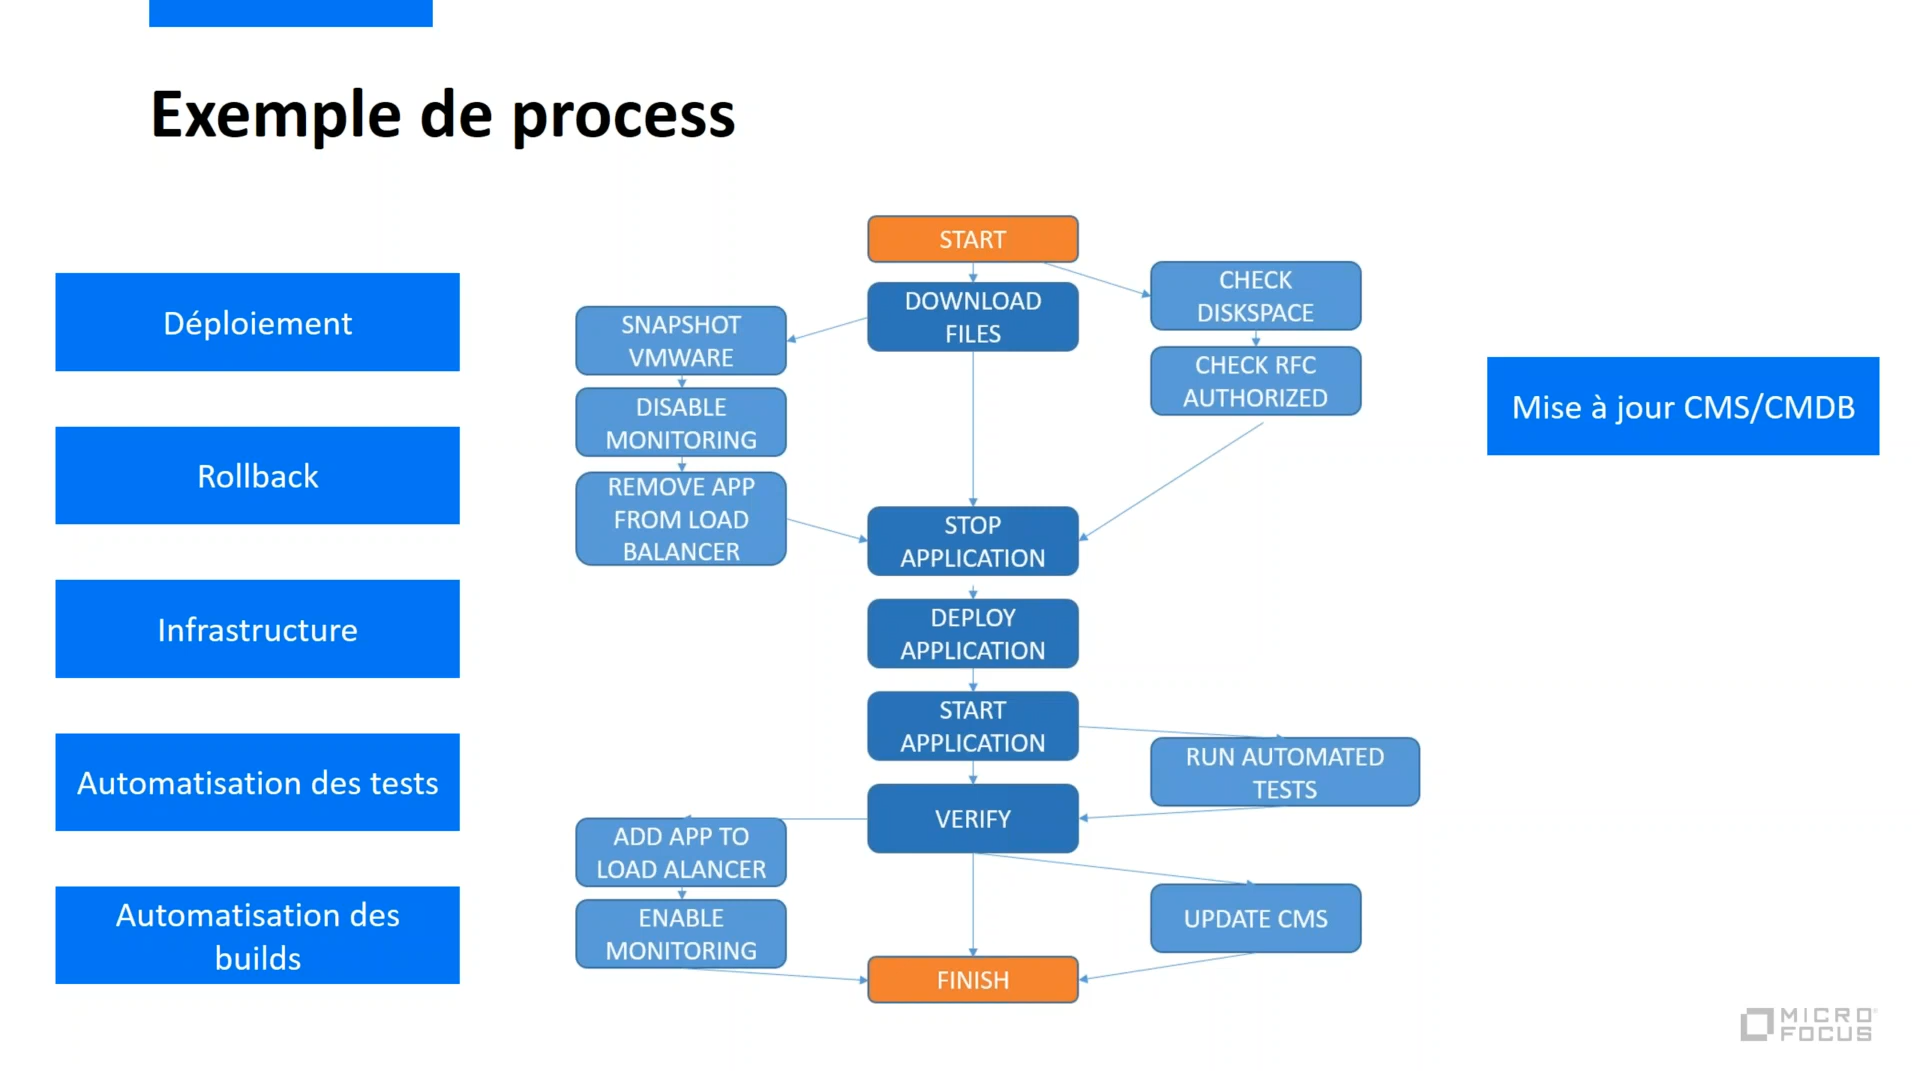 Exemple de process
Déploiement
Rollback
Infrastructure
Automatisation des tests
Automatisation des
builds
START
DOWNLOAD
FILES
CHECK
DISKSPACE
CHECK RFC
AUTHORIZED
SNAPSHOT
VMWARE
DISABLE
MONITORING
REMOVE APP
FROM LOAD
BALANCER
STOP
APPLICATION
DEPLOY
APPLICATION
START
APPLICATION
RUN AUTOMATED
TESTS
VERIFY
ADD APP TO
LOAD ALANCER
ENABLE
MONITORING
UPDATE CMS
FINISH
Mise à jour CMS/CMDB
MICRO
FOCUS